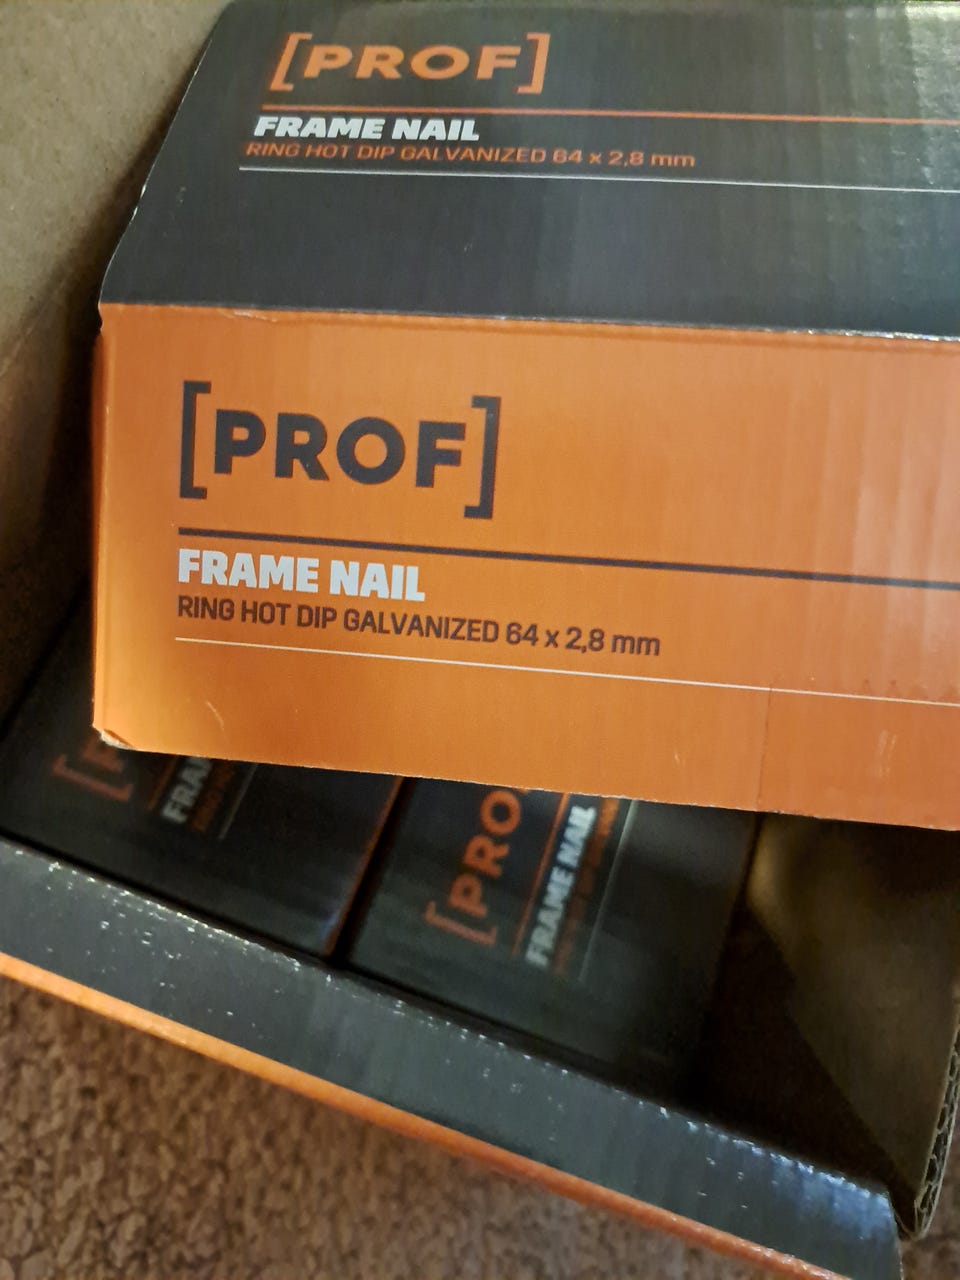 [PROF]
FRAME NAIL
RING HOT DIP GALVANIZED 64 x 2,8 mm
[PROF]
FRAME NAIL
RING HOT DIP GALVANIZED 64 x 2,8 mm
[PROF
FRAME NAIL